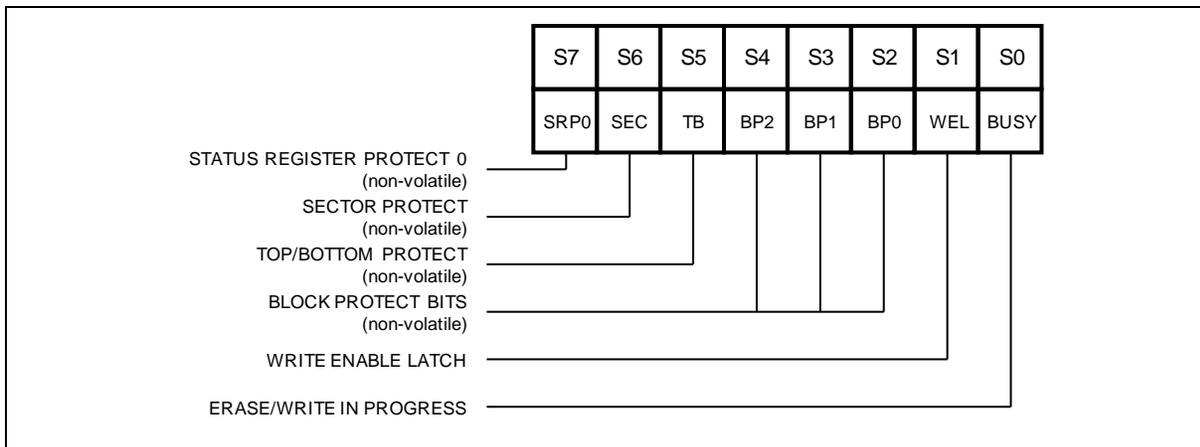 S7 S6 S5 S4 S3 S2 S1 S0
SRP0 SEC TB BP2 BP1 BP0 WEL BUSY
STATUS REGISTER PROTECT 0
(non-volatile)
SECTOR PROTECT
(non-volatile)
TOP/BOTTOM PROTECT
(non-volatile)
BLOCK PROTECT BITS
(non-volatile)
WRITE ENABLE LATCH
ERASE/WRITE IN PROGRESS